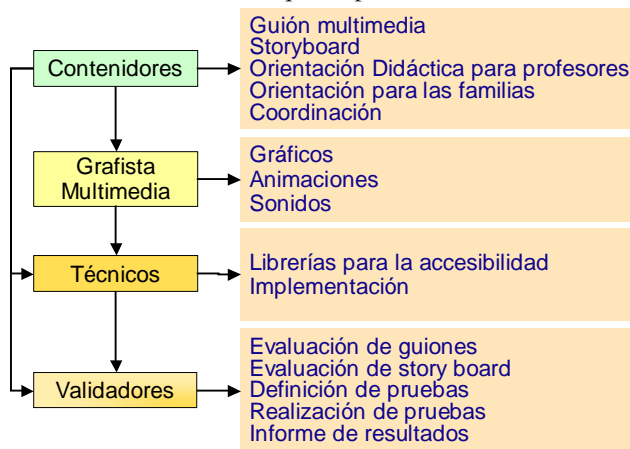 Contenidores
Guión multimedia
Storyboard
Orientación Didáctica para profesores
Orientación para las familias
Coordinación
Grafista
Multimedia
Gráficos
Animaciones
Sonidos
Técnicos
Librerías para la accesibilidad
Implementación
Validadores
Evaluación de guiones
Evaluación de story board
Definición de pruebas
Realización de pruebas
Informe de resultados